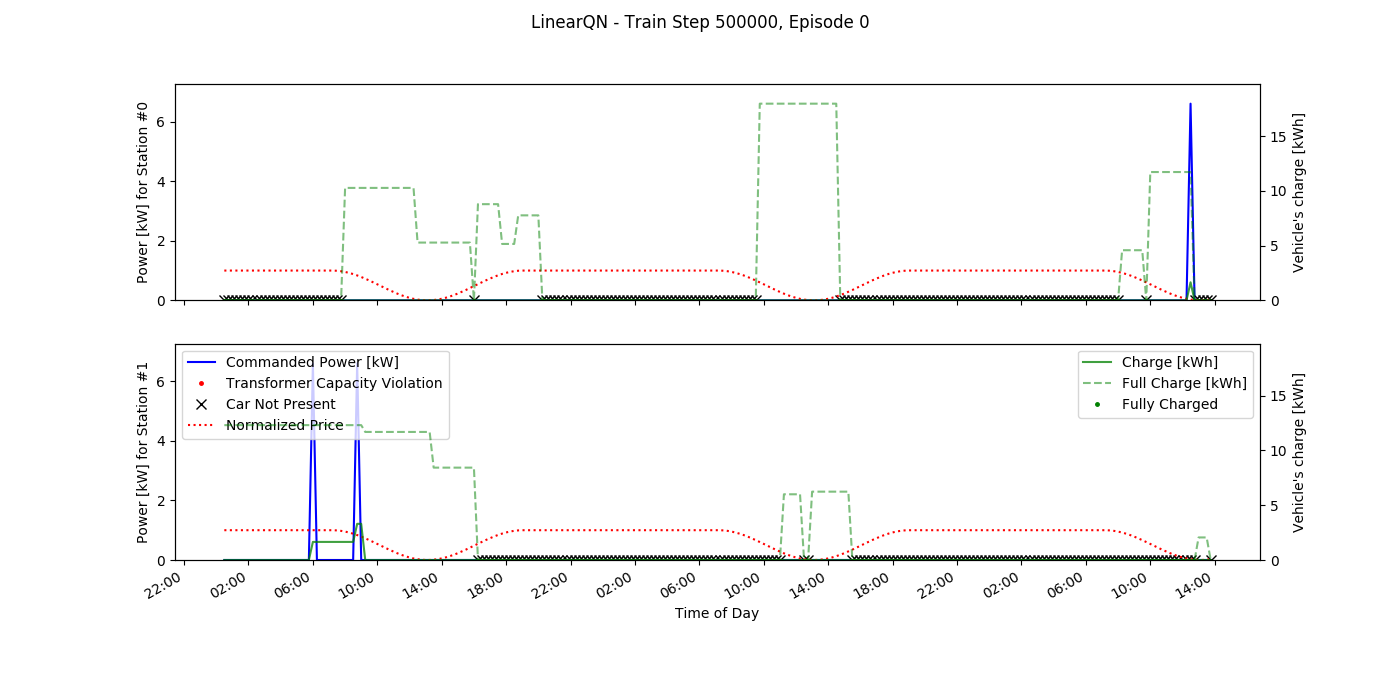 LinearQN - Train Step 500000, Episode 0
Power [kW] for Station #0
6
4
2
0
15
10
5
0
Vehicle's charge [kWh]
Power [kW] for Station #1
6
4
2
0
Commanded Power [kW]
Transformer Capacity Violation
Car Not Present
Normalized Price
Charge [kWh]
Full Charge [kWh]
Fully Charged
15
10
5
0
Vehicle's charge [kWh]
22:00 02:00 06:00 10:00 14:00 18:00 22:00 02:00 06:00 10:00 14:00 18:00 22:00 02:00 06:00 10:00 14:00
Time of Day